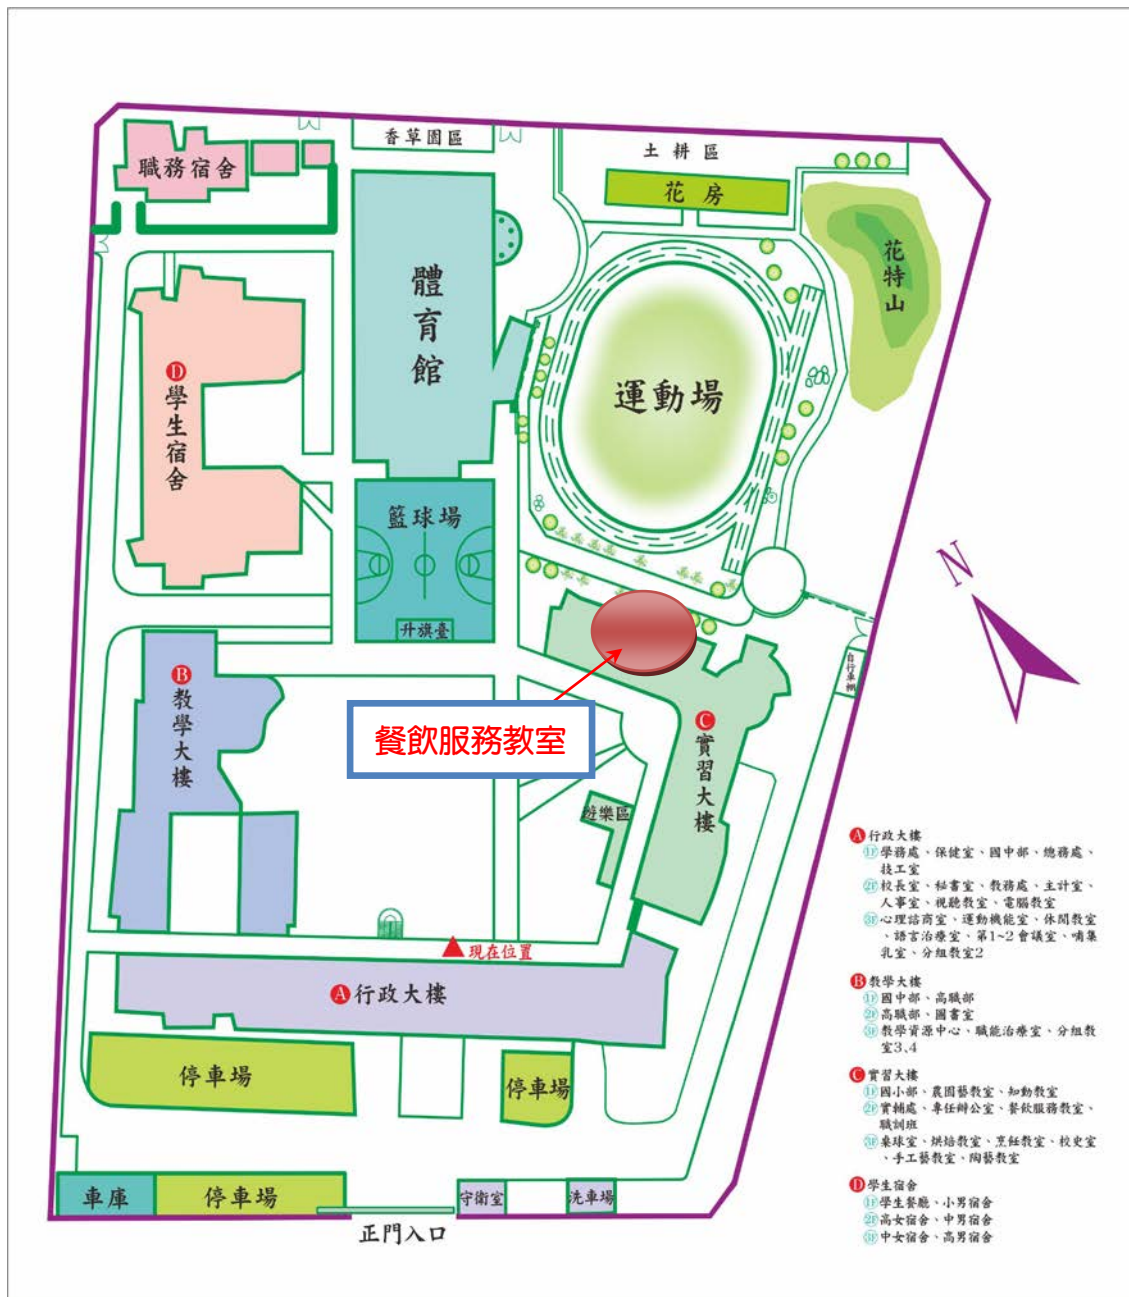 香草園區
土耕區
職務宿舍
花房
花特山
體育館
運動場
D
學生宿舍
籃球場
升旗臺
N
自行車棚
B
教學大樓
餐飲服務教室
C
實習大樓
遊樂區
現在位置
A行政大樓
停車場
停車場
車庫
停車場
守衛室
洗車場
正門入口
A 行政大樓
1F 學務處、保健室、國中部、總務處、
技工室
2F 校長室、秘書室、教務處、主計室、
人事室、視聽教室、電腦教室
3F 心理諮商室、運動機能室、休閒教室
、語言治療室、第1~2會議室、哺集
乳室、分組教室2
B 教學大樓
1F 國中部、高職部
2F 高職部、圖書室
3F 教學資源中心、職能治療室、分組教
室3、4
C 實習大樓
1F 國小部、農園藝教室、知動教室
2F 實輔處、專任辦公室、餐飲服務教室、
職訓班
3F 桌球室、烘焙教室、烹飪教室、校史室
、手工藝教室、陶藝教室
D 學生宿舍
1F 學生餐廳、小男宿舍
2F 高女宿舍、中男宿舍
3F 中女宿舍、高男宿舍